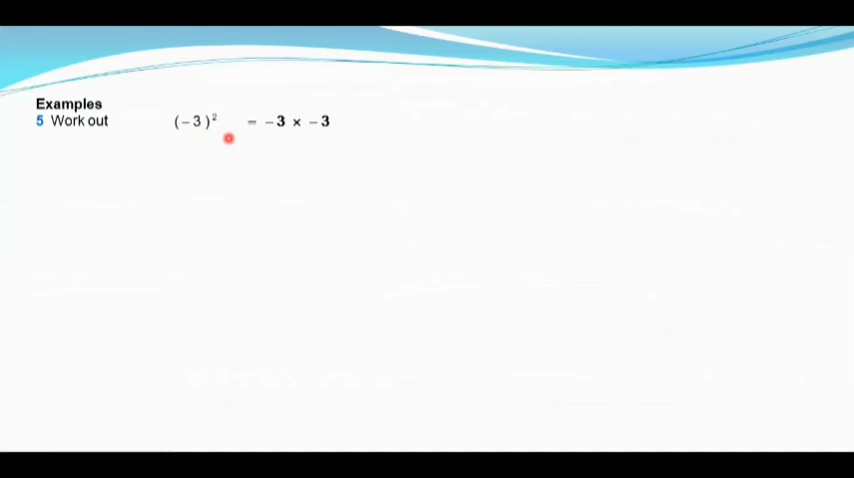 Examples
5 Work out (−3)² = −3 × −3